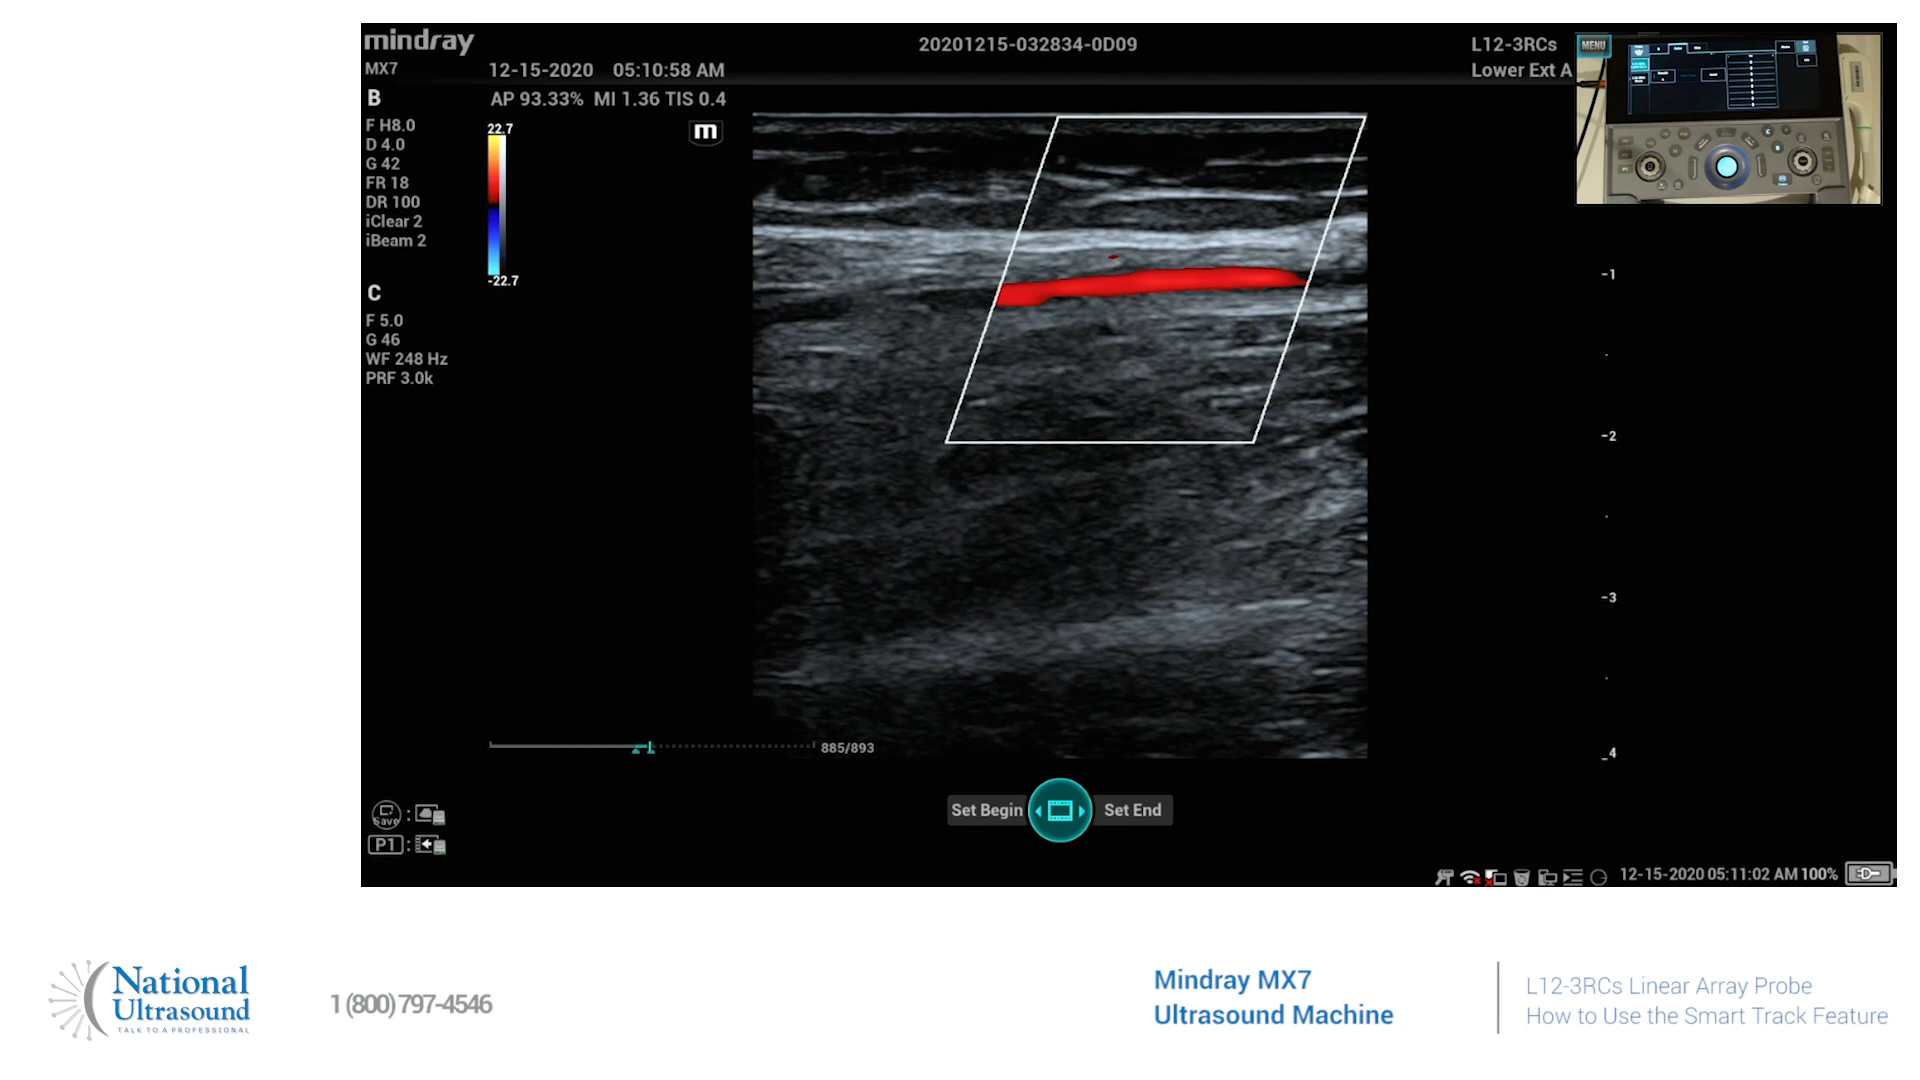 mindray
MX7
20201215-032834-0D09
12-15-2020 05:10:58 AM
AP 93.33% MI 1.36 TIS 0.4
L12-3RCs
Lower Ext A
MENU
B
F H8.0
D 4.0
G 42
FR 18
DR 100
iClear 2
iBeam 2
22.7
-22.7
m
C
F 5.0
G 46
WF 248 Hz
PRF 3.0k
-1
-2
-3
-4
885/893
Set Begin
Set End
Save :
P1 :
12-15-2020 05:11:02 AM 100%
National
Ultrasound
TALK TO A PROFESSIONAL
1 (800) 797-4546
Mindray MX7
Ultrasound Machine
L12-3RCs Linear Array Probe
How to Use the Smart Track Feature